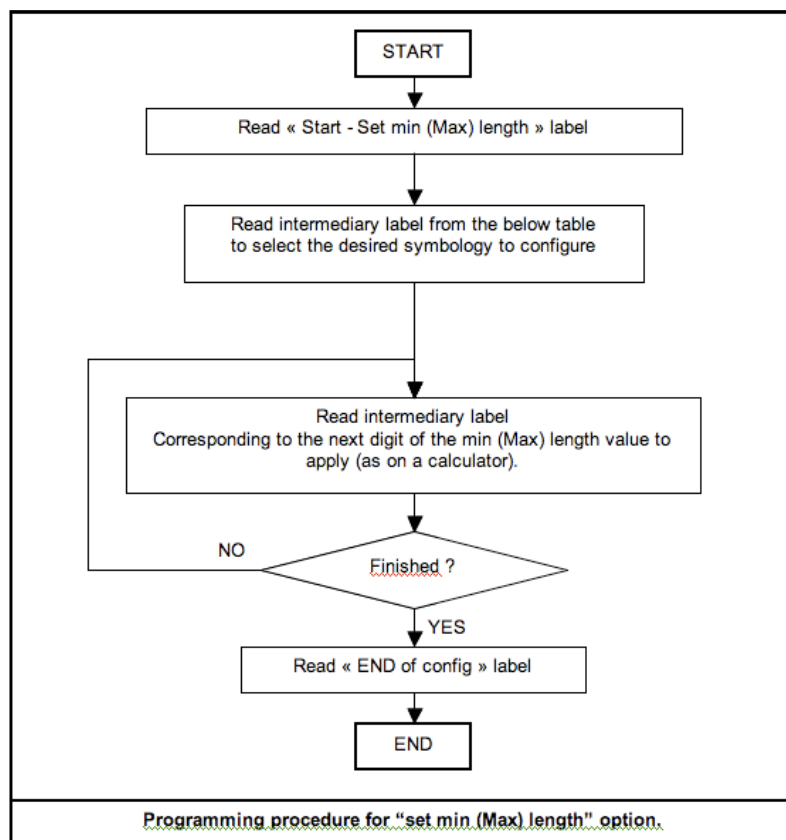 START
Read « Start - Set min (Max) length » label
Read intermediary label from the below table
to select the desired symbology to configure
Read intermediary label
Corresponding to the next digit of the min (Max) length value to
apply (as on a calculator).
NO
Finished ?
YES
Read « END of config » label
END
Programming procedure for “set min (Max) length” option.